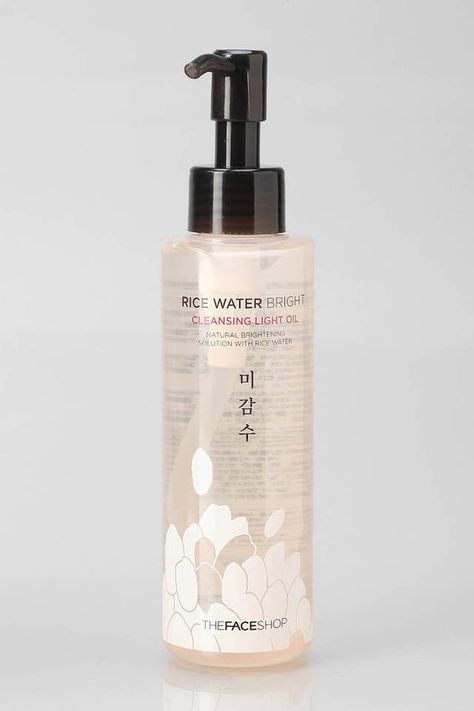 RICE WATER BRIGHT
CLEANSING LIGHT OIL
NATURAL BRIGHTENING
SOLUTION WITH RICE WATER
미
감
수
THEFACESHOP